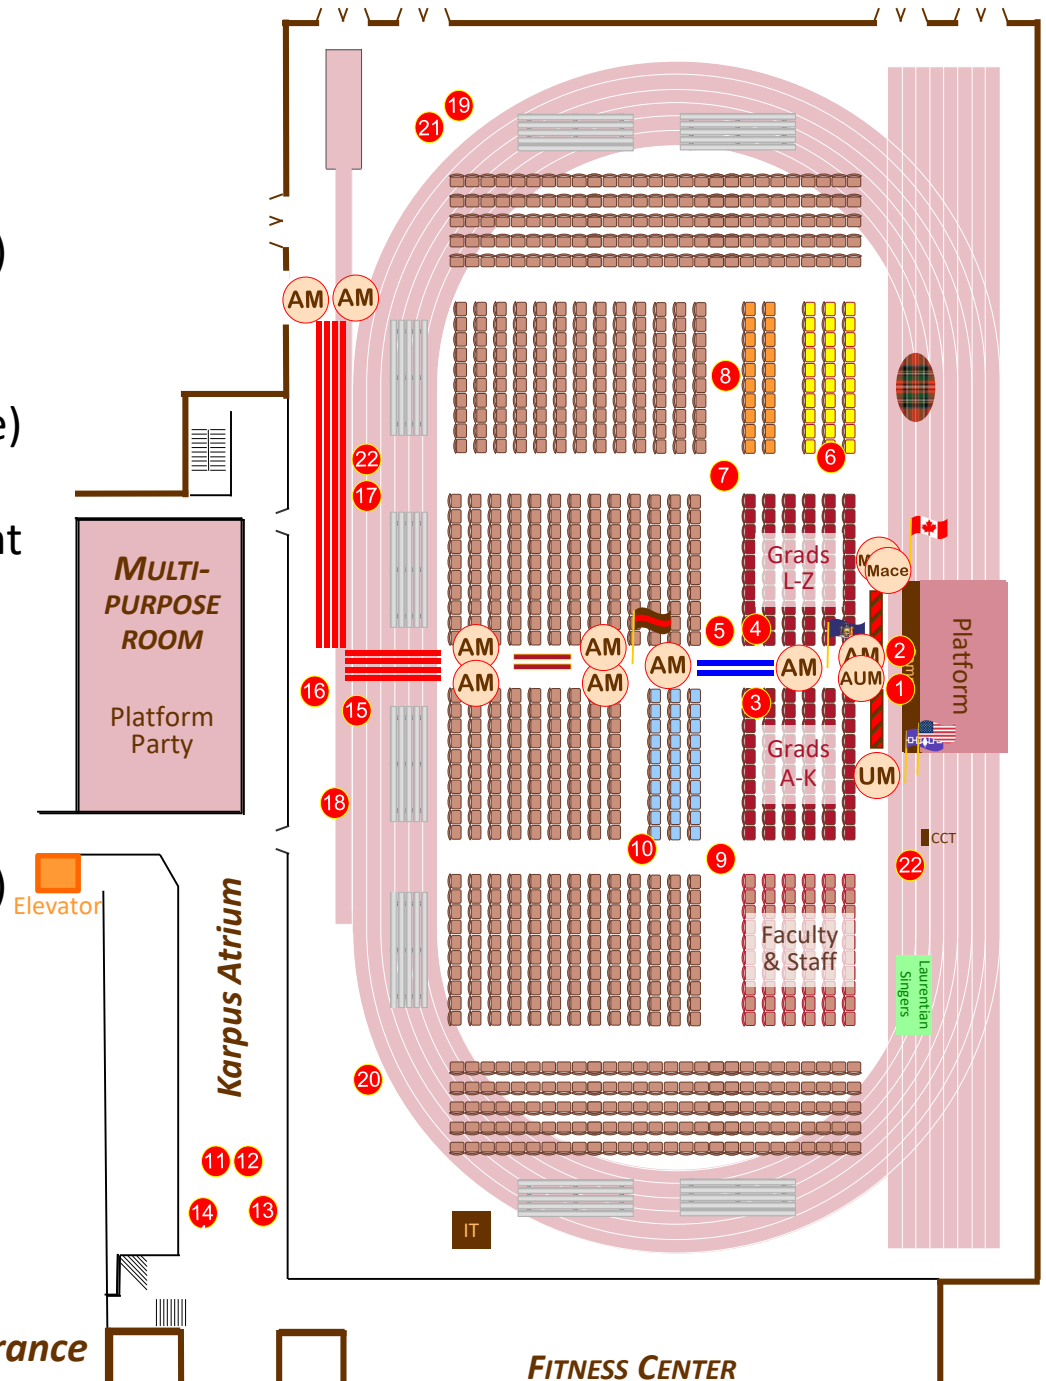 19
21
)
AM AM
8
e)
22
6
7
17
nt
MULTI-
PURPOSE
ROOM
Grads
L-Z
Mace
5 4
AM AM
AM
AM
AM
2
Platform
16
AM AM
AUM
1
15
3
Platform
Party
Grads
A-K
UM
18
10
9
CCT
22
)
Elevator
Karpus Atrium
Faculty
& Staff
Laurentian
Singers
20
11 12
14 13
IT
rance
FITNESS CENTER